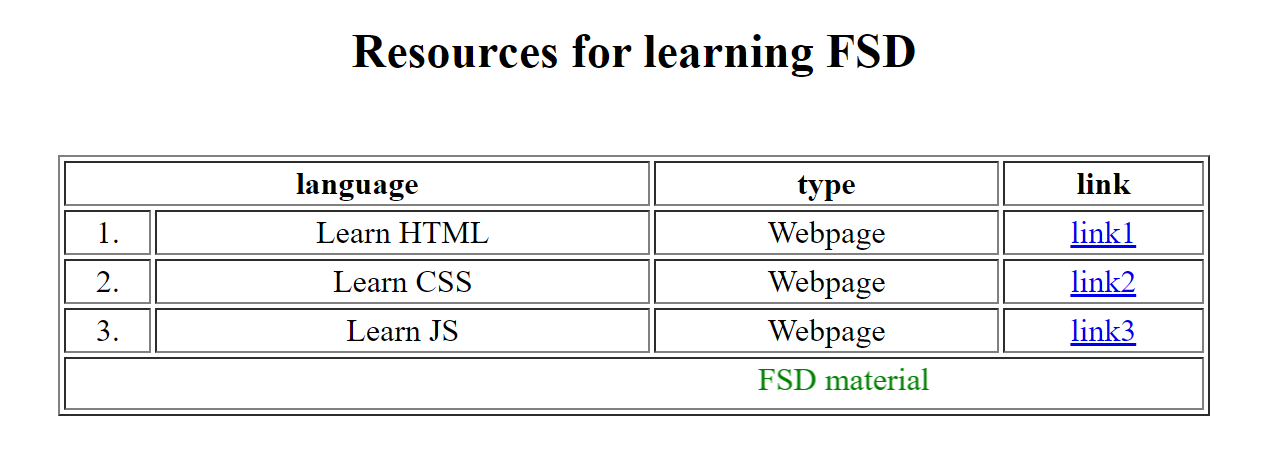 Resources for learning FSD
language type link
1. Learn HTML Webpage link1
2. Learn CSS Webpage link2
3. Learn JS Webpage link3
FSD material